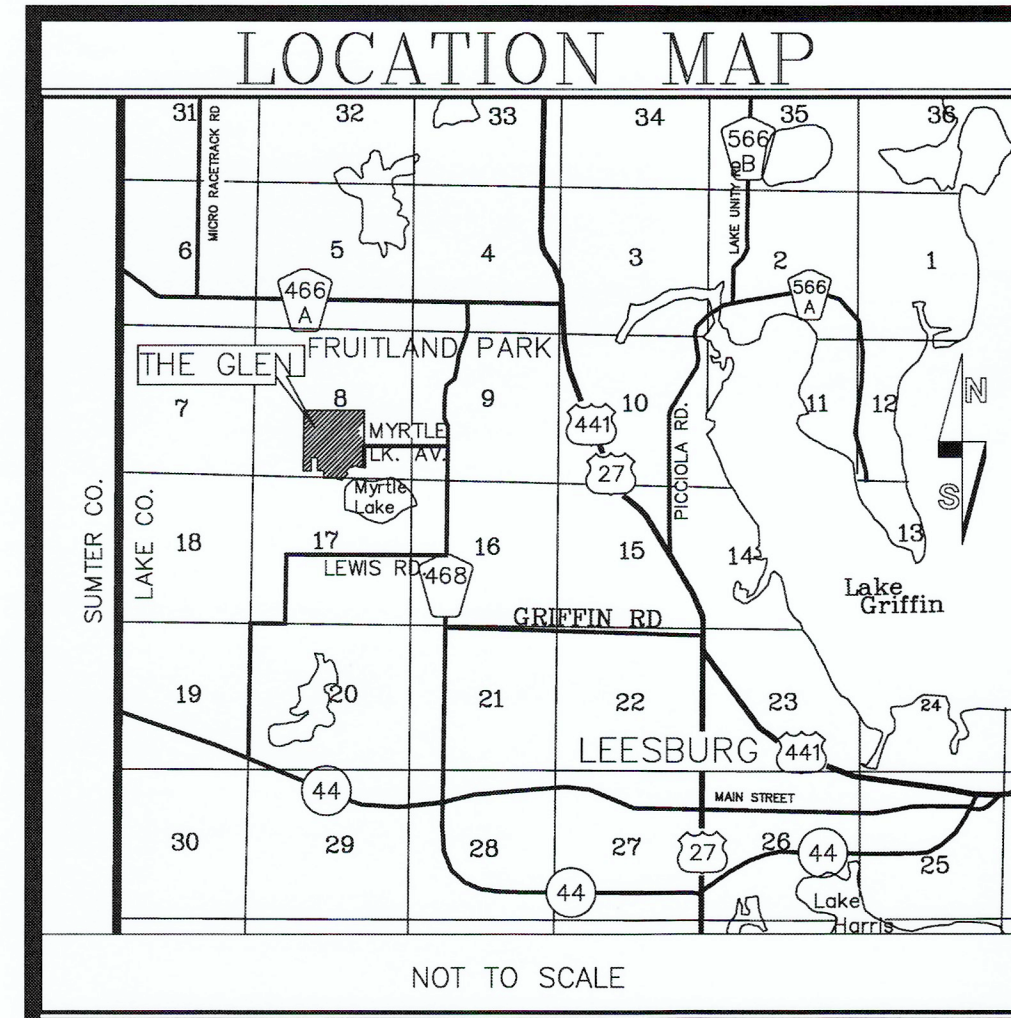 LOCATION MAP
31
32
33
34
35
36
MICRO RACETRACK RD
566
B
LAKE UNITY RD
6
5
4
3
2
1
466
A
566
A
FRUITLAND PARK
THE GLEN
7
8
9
10
11
12
N
S
441
27
MYRTLE
LK. AV.
PICCIOLA RD.
Myrtle
Lake
SUMTER CO.
LAKE CO.
18
17
16
15
14
13
LEWIS RD.
468
Lake
Griffin
GRIFFIN RD
19
20
21
22
23
24
LEESBURG
441
44
MAIN STREET
30
29
28
27
27
26
44
25
44
Lake
Harris
NOT TO SCALE